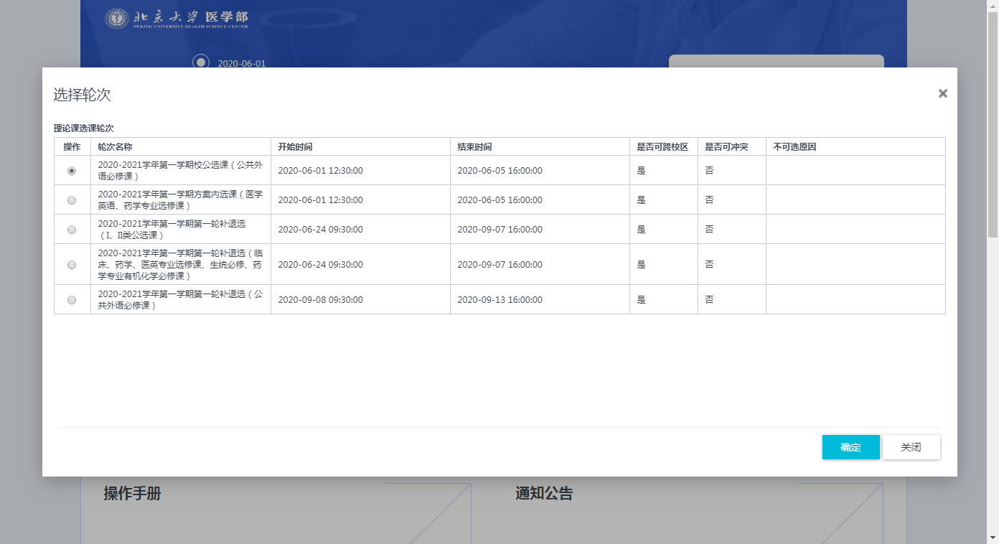 北京大学 医学部
PEKING UNIVERSITY HEALTH SCIENCE CENTER
2020-06-01
选择轮次
理论课选课轮次
操作 轮次名称 开始时间 结束时间 是否可跨校区 是否可冲突 不可选原因
2020-2021学年第一学期校公选课（公共外
语必修课）
2020-06-01 12:30:00 2020-06-05 16:00:00 是 否
2020-2021学年第一学期方案内选课（医学
英语、药学专业选修课）
2020-06-01 12:30:00 2020-06-05 16:00:00 是 否
2020-2021学年第一学期第一轮补退选
（I、II类公选课）
2020-06-24 09:30:00 2020-09-07 16:00:00 是 否
2020-2021学年第一学期第一轮补退选（临
床、药学、医英专业选修课、生统必修、药
学专业有机化学必修课）
2020-06-24 09:30:00 2020-09-07 16:00:00 是 否
2020-2021学年第一学期第一轮补退选（公
共外语必修课）
2020-09-08 09:30:00 2020-09-13 16:00:00 是 否
确定 关闭
操作手册 通知公告